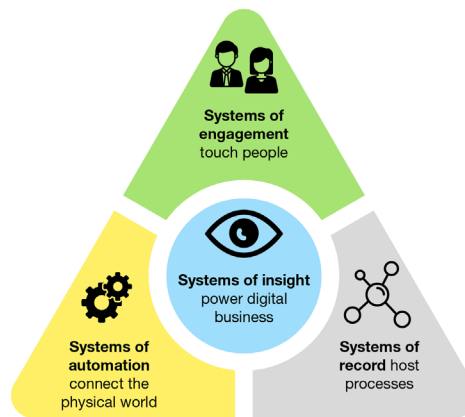 Systems of
engagement
touch people
Systems of insight
power digital
business
Systems of
automation
connect the
physical world
Systems of
record host
processes